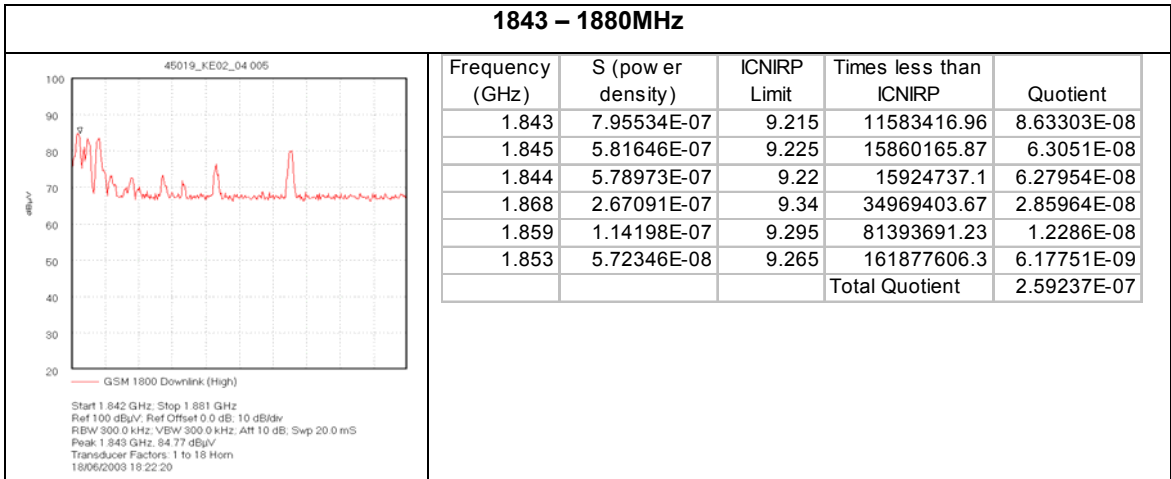 1843 – 1880MHz
45019_KE02_04 005
100
90
80
70
60
50
40
30
20
dBµV
GSM 1800 Downlink (High)
Start 1.842 GHz; Stop 1.881 GHz
Ref 100 dBµV; Ref Offset 0.0 dB; 10 dB/div
RBW 300.0 kHz; VBW 300.0 kHz; Att 10 dB; Swp 20.0 mS
Peak 1.843 GHz, 84.77 dBµV
Transducer Factors: 1 to 18 Horn
18/06/2003 18:22:20
Frequency (GHz) S (pow er density) ICNIRP Limit Times less than ICNIRP Quotient
1.843 7.95534E-07 9.215 11583416.96 8.63303E-08
1.845 5.81646E-07 9.225 15860165.87 6.3051E-08
1.844 5.78973E-07 9.22 15924737.1 6.27954E-08
1.868 2.67091E-07 9.34 34969403.67 2.85964E-08
1.859 1.14198E-07 9.295 81393691.23 1.2286E-08
1.853 5.72346E-08 9.265 161877606.3 6.17751E-09
Total Quotient 2.59237E-07